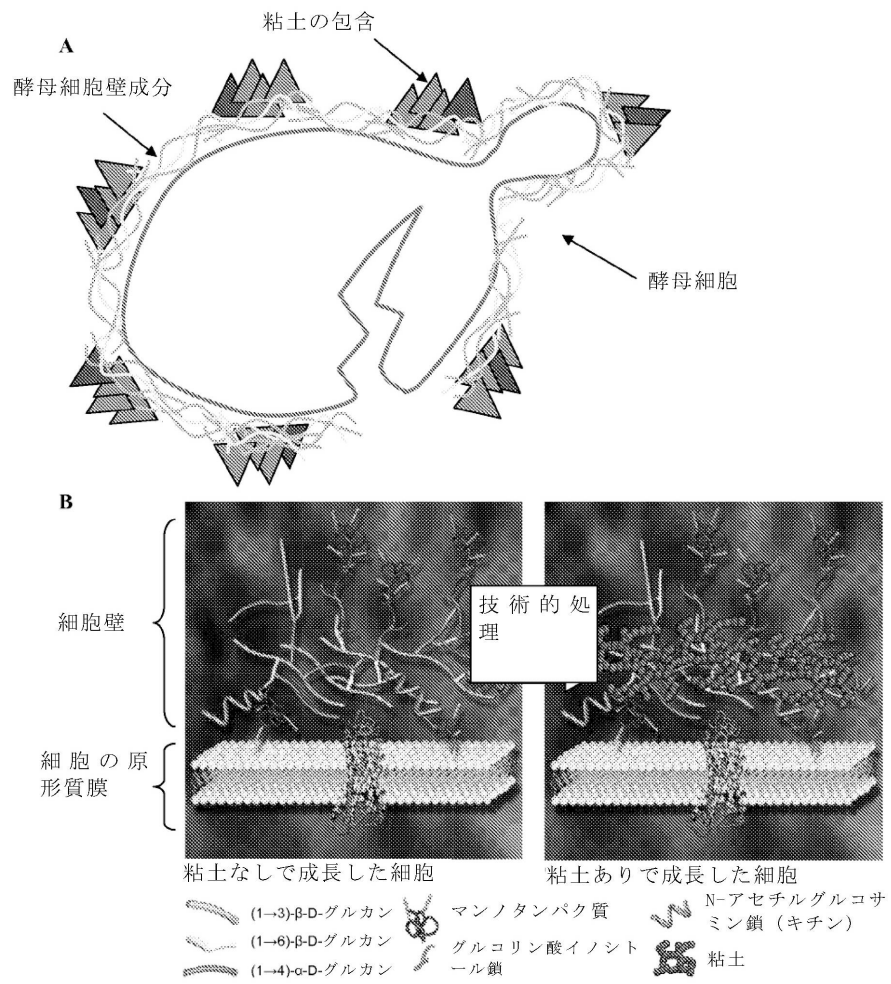 粘土の包含
A
酵母細胞壁成分
酵母細胞
B
細胞壁
技術的処
理
細胞の原
形質膜
粘土なしで成長した細胞
粘土ありで成長した細胞
(1→3)-β-D-グルカン
マンノタンパク質
N-アセチルグルコサ
ミン鎖(キチン)
(1→6)-β-D-グルカン
グルコリン酸イノシト
ール鎖
粘土
(1→4)-α-D-グルカン